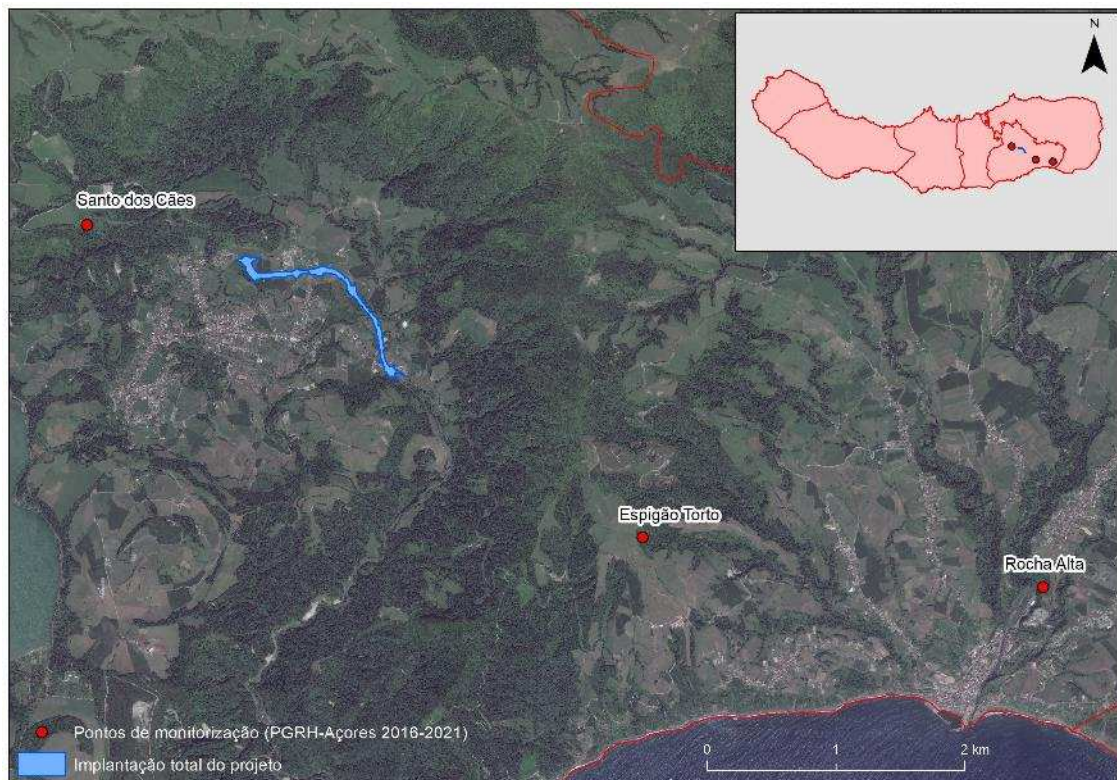 N
Santo dos Cães
Espigão Torto
Rocha Alta
Pontos de monitorização (PGRH-Açores 2016-2021)
Implantação total do projeto
0 1 2 km